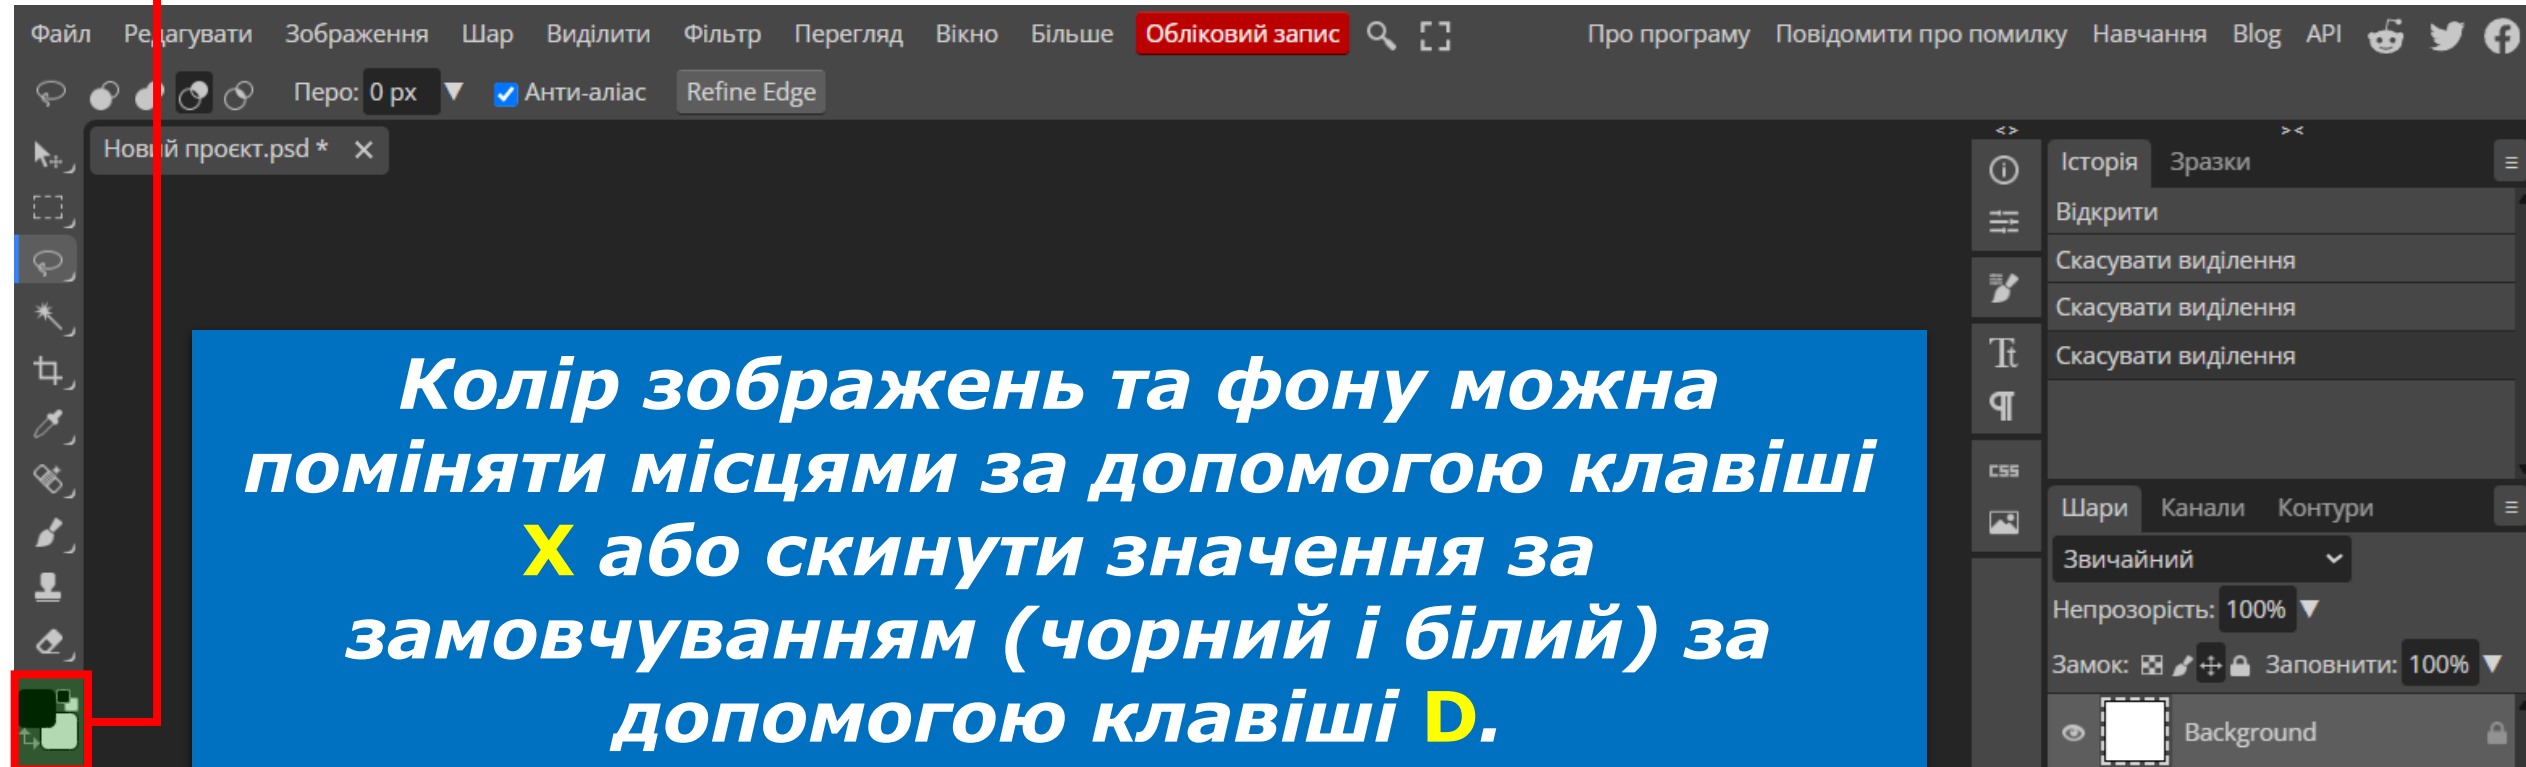 Файл Редагувати Зображення Шар Виділити Фільтр Перегляд Вікно Більше Обліковий запис Про програму Повідомити про помилку Навчання Blog API
Перо: 0 px Анти-аліас Refine Edge
Новий проєкт.psd *
Історія Зразки
Відкрити
Скасувати виділення
Скасувати виділення
Скасувати виділення
CSS
Шари Канали Контури
Звичайний
Непрозорість: 100%
Замок: Заповнити: 100%
Background
Колір зображень та фону можна
поміняти місцями за допомогою клавіші
X або скинути значення за
замовчуванням (чорний і білий) за
допомогою клавіші D.